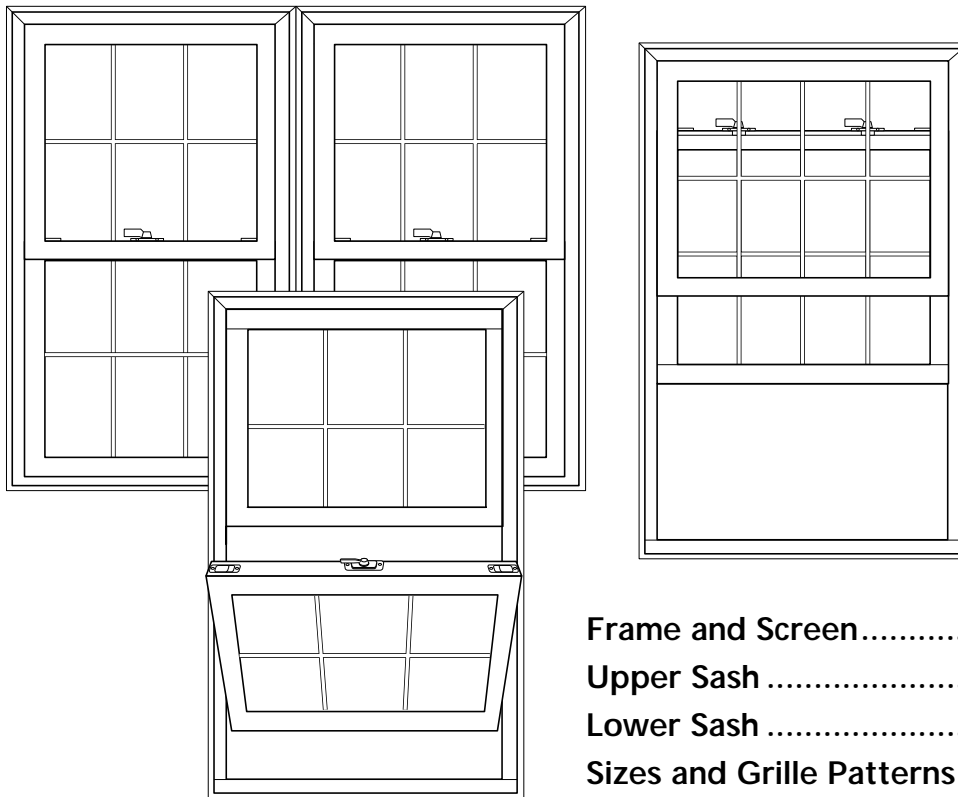 Frame and Screen............
Upper Sash .....................
Lower Sash .....................
Sizes and Grille Patterns